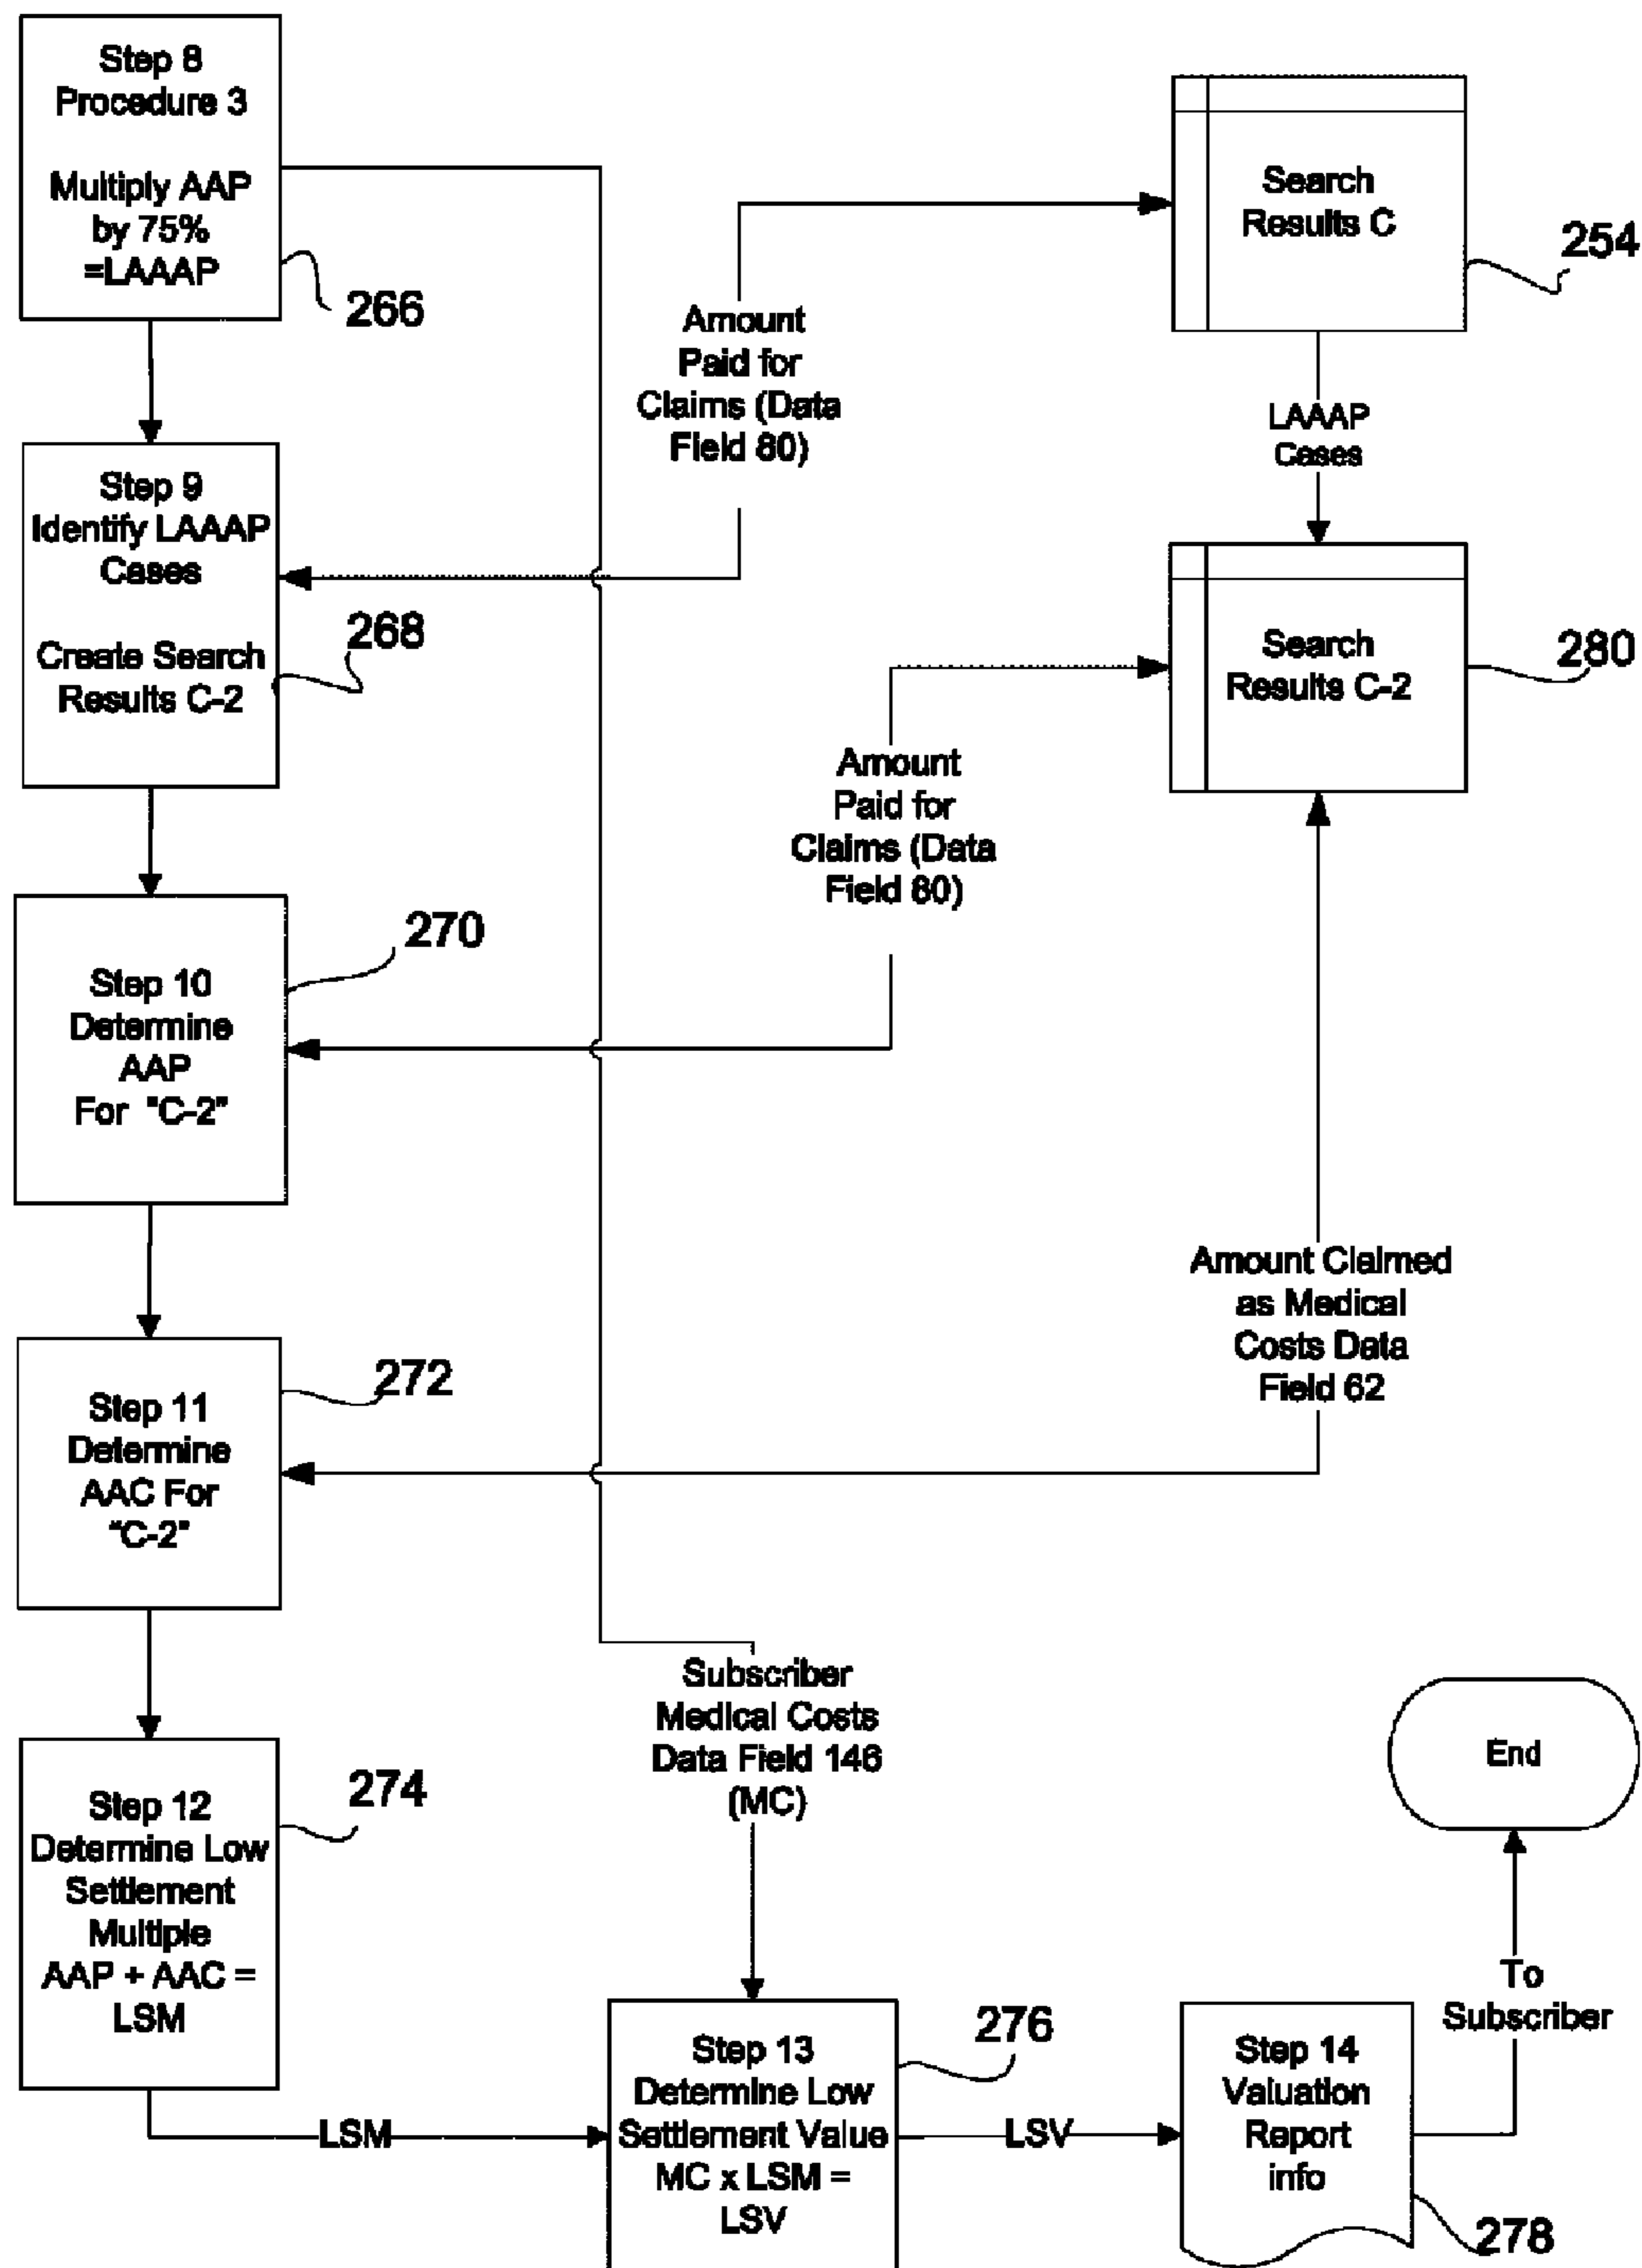 Step 8
Procedure 3
Multiply AAP
by 75%
=LAAAP
266
Search
Results C
254
Amount
Paid for
Claims (Data
Field 80)
LAAAP
Cases
Step 9
Identify LAAAP
Cases
Create Search
Results C-2
268
Search
Results C-2
280
Amount
Paid for
Claims (Data
Field 80)
Step 10
Determine
AAP
For "C-2"
270
Amount Claimed
as Medical
Costs Data
Field 62
Step 11
Determine
AAC For
"C-2"
272
Subscriber
Medical Costs
Data Field 146
(MC)
Step 12
Determine Low
Settlement
Multiple
AAP + AAC =
LSM
274
LSM
Step 13
Determine Low
Settlement Value
MC x LSM =
LSV
276
LSV
Step 14
Valuation
Report
info
278
To
Subscriber
End